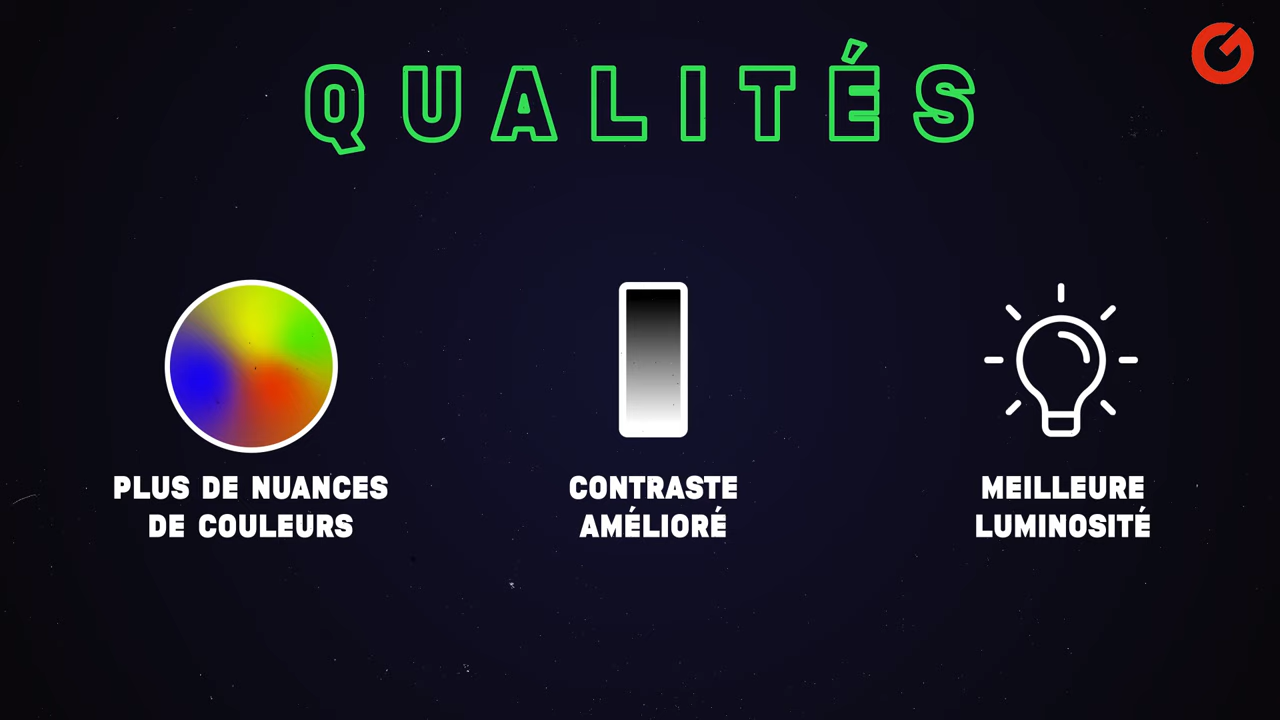 QUALITÉS
PLUS DE NUANCES
DE COULEURS
CONTRASTE
AMÉLIORÉ
MEILLEURE
LUMINOSITÉ